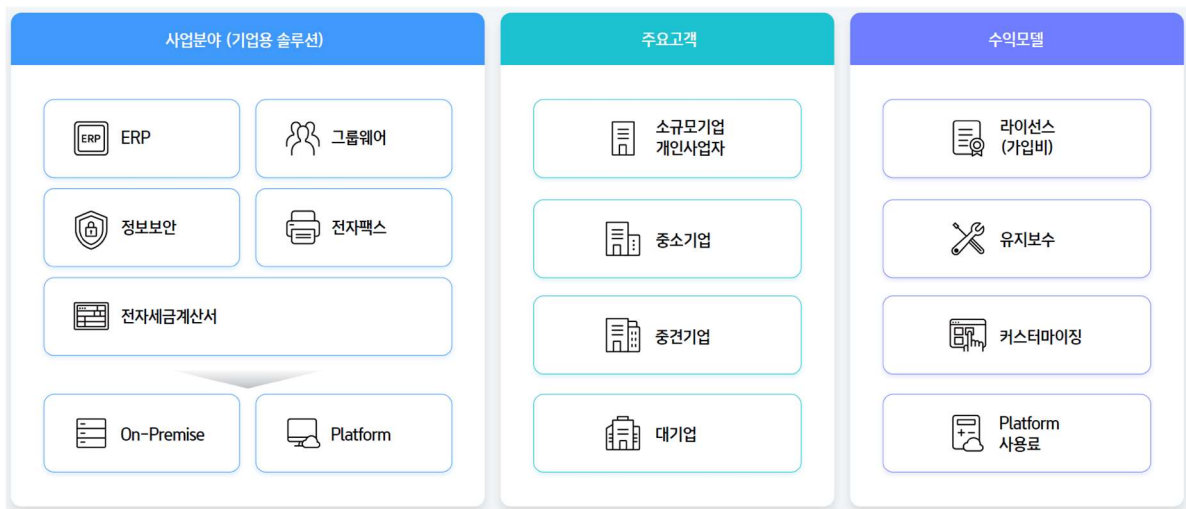 사업분야 (기업용 솔루션)
ERP
ERP
그룹웨어
정보보안
전자팩스
전자세금계산서
On-Premise
Platform
주요고객
소규모기업
개인사업자
중소기업
중견기업
대기업
수익모델
라이선스
(가입비)
유지보수
커스터마이징
Platform
사용료